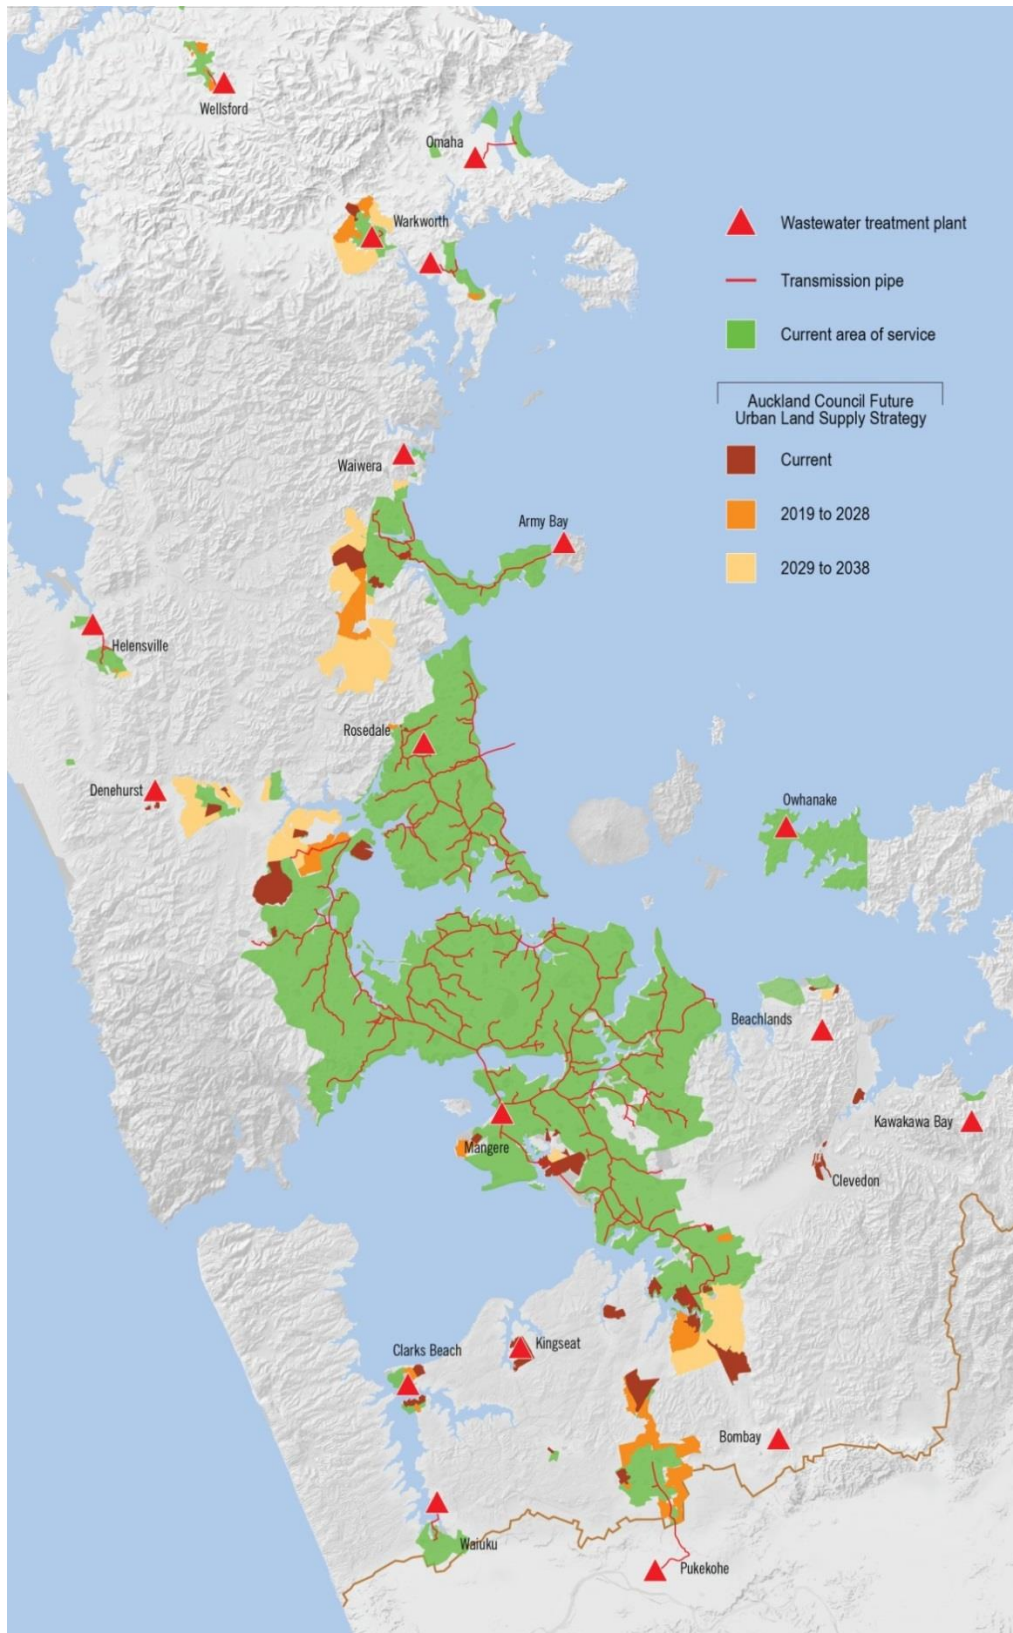 Wellsford
Omaha
Warkworth
Wastewater treatment plant
Transmission pipe
Current area of service
Auckland Council Future
Urban Land Supply Strategy
Current
2019 to 2028
2029 to 2038
Waiwera
Army Bay
Helensville
Rosedale
Denehurst
Owhanake
Beachlands
Kawakawa Bay
Mangere
Clevedon
Kingseat
Clarks Beach
Bombay
Waiuku
Pukekohe